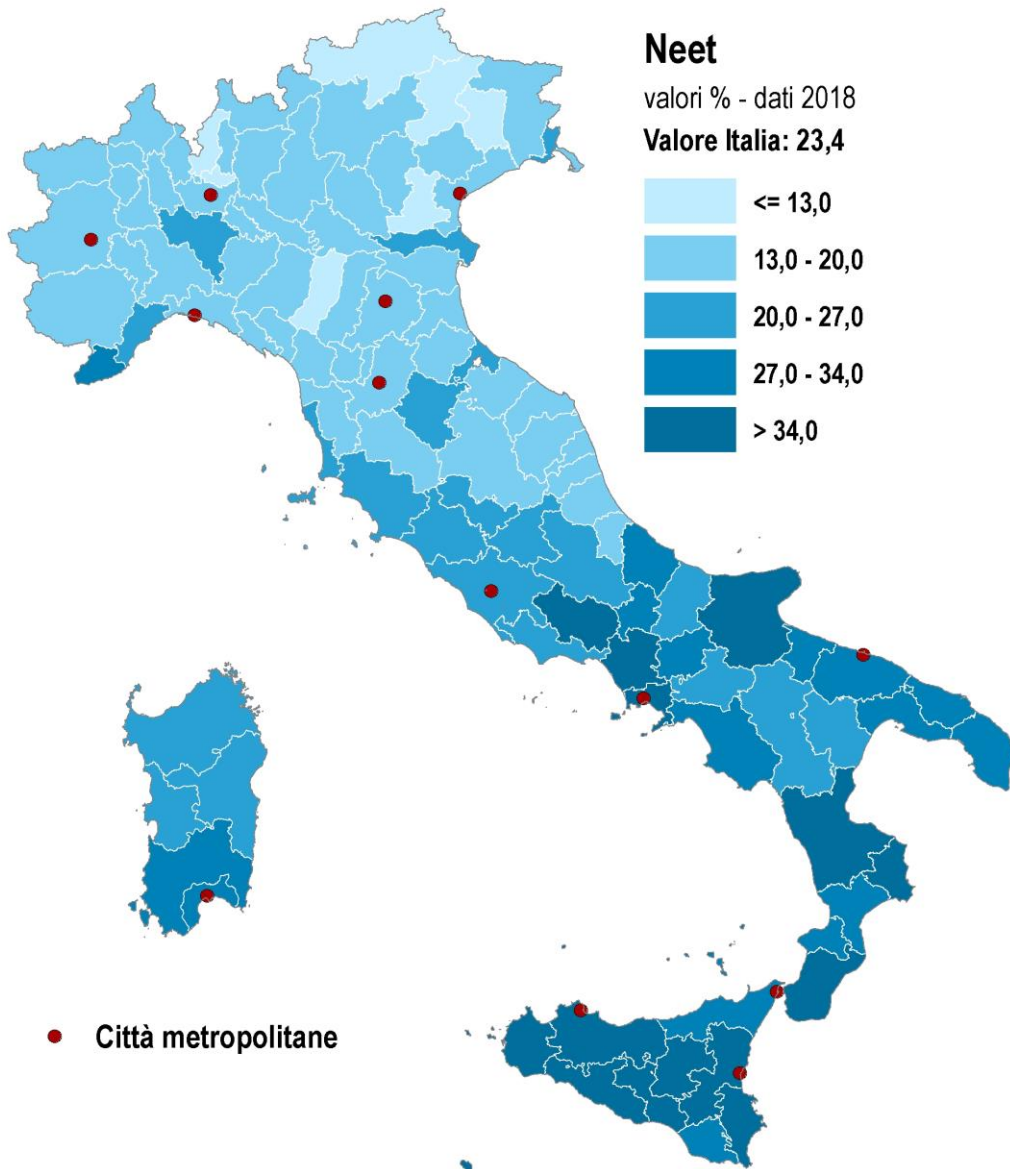 Neet
valori % - dati 2018
Valore Italia: 23,4
<= 13,0
13,0 - 20,0
20,0 - 27,0
27,0 - 34,0
> 34,0
Città metropolitane